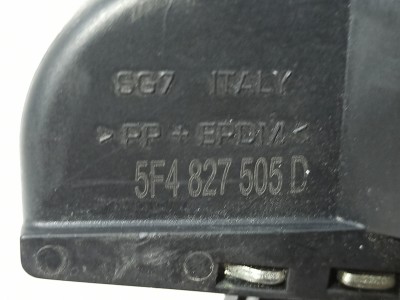 SG7 ITALY
>PP + EPDM<
5F4 827 505 D